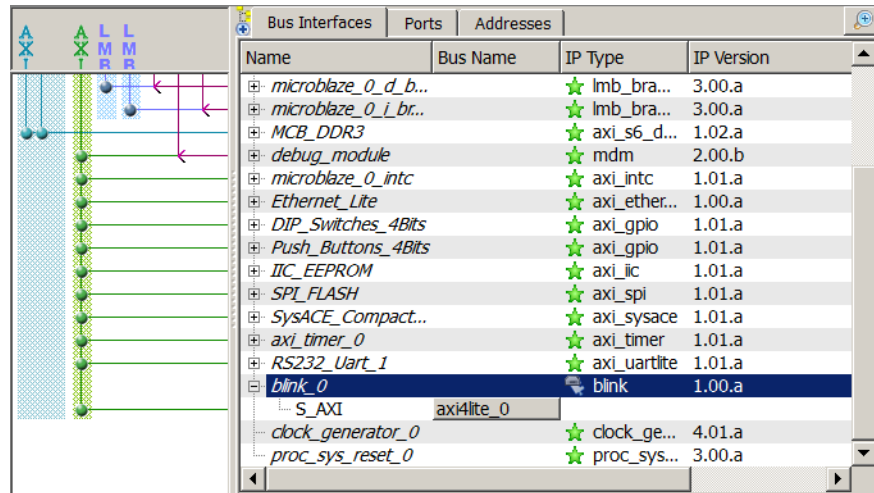 Bus Interfaces Ports Addresses
AXI AXI LMB LMB
Name Bus Name IP Type IP Version
microblaze_0_d_b... lmb_bra... 3.00.a
microblaze_0_i_br... lmb_bra... 3.00.a
MCB_DDR3 axi_s6_d... 1.02.a
debug_module mdm 2.00.b
microblaze_0_intc axi_intc 1.01.a
Ethernet_Lite axi_ether... 1.00.a
DIP_Switches_4Bits axi_gpio 1.01.a
Push_Buttons_4Bits axi_gpio 1.01.a
IIC_EEPROM axi_iic 1.01.a
SPI_FLASH axi_spi 1.01.a
SysACE_Compact... axi_sysace 1.01.a
axi_timer_0 axi_timer 1.01.a
RS232_Uart_1 axi_uartlite 1.01.a
blink_0 blink 1.00.a
S_AXI axi4lite_0
clock_generator_0 clock_ge... 4.01.a
proc_sys_reset_0 proc_sys... 3.00.a